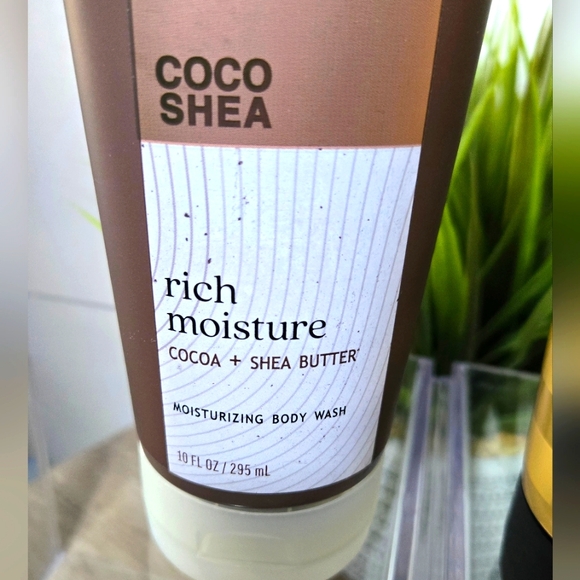 COCO
SHEA
rich
moisture
COCOA + SHEA BUTTER*
MOISTURIZING BODY WASH
10 FL OZ / 295 mL